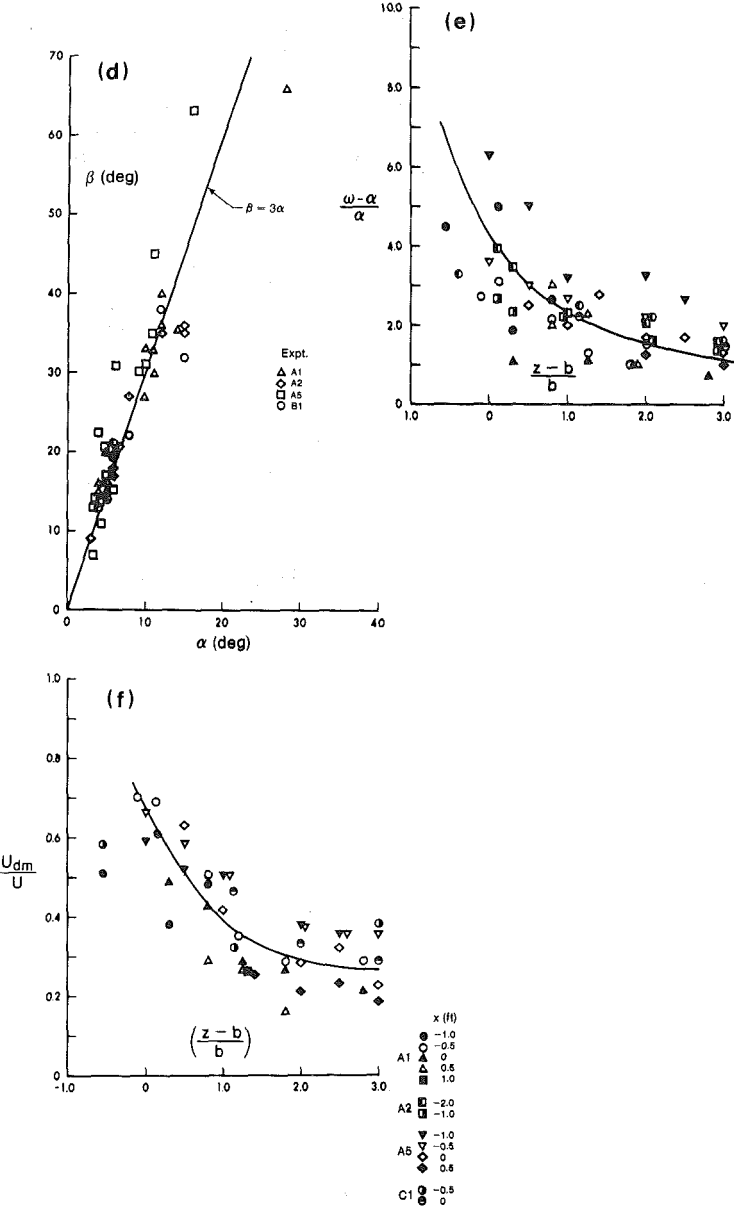 (d)
70
60
50
40
30
20
10
0
β (deg)
β = 3α
Expt.
A1
A2
A5
B1
0 10 20 30 40
α (deg)
(e)
10.0
8.0
6.0
4.0
2.0
0
ω - α
α
z - b
b
1.0 0 1.0 2.0 3.0
(f)
1.0
0.8
0.6
0.4
0.2
0
Udm
U
(z - b
b)
-1.0 0 1.0 2.0 3.0
x (ft)
-1.0
-0.5
A1 0
0.5
1.0
A2 -2.0
-1.0
-1.0
A5 -0.5
0
0.5
C1 -0.5
0